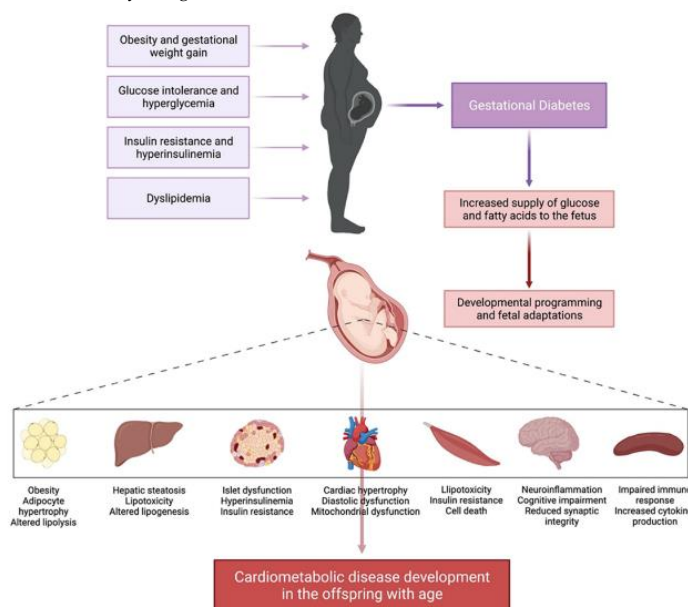 Obesity and gestational
weight gain
Glucose intolerance and
hyperglycemia
Insulin resistance and
hyperinsulinemia
Dyslipidemia
Gestational Diabetes
Increased supply of glucose
and fatty acids to the fetus
Developmental programming
and fetal adaptations
Obesity
Adipocyte
hypertrophy
Altered lipolysis
Hepatic steatosis
Lipotoxicity
Altered lipogenesis
Islet dysfunction
Hyperinsulinemia
Insulin resistance
Cardiac hypertrophy
Diastolic dysfunction
Mitochondrial dysfunction
Llipotoxicity
Insulin resistance
Cell death
Neuroinflammation
Cognitive impairment
Reduced synaptic
integrity
Impaired immune
response
Increased cytokine
production
Cardiometabolic disease development
in the offspring with age